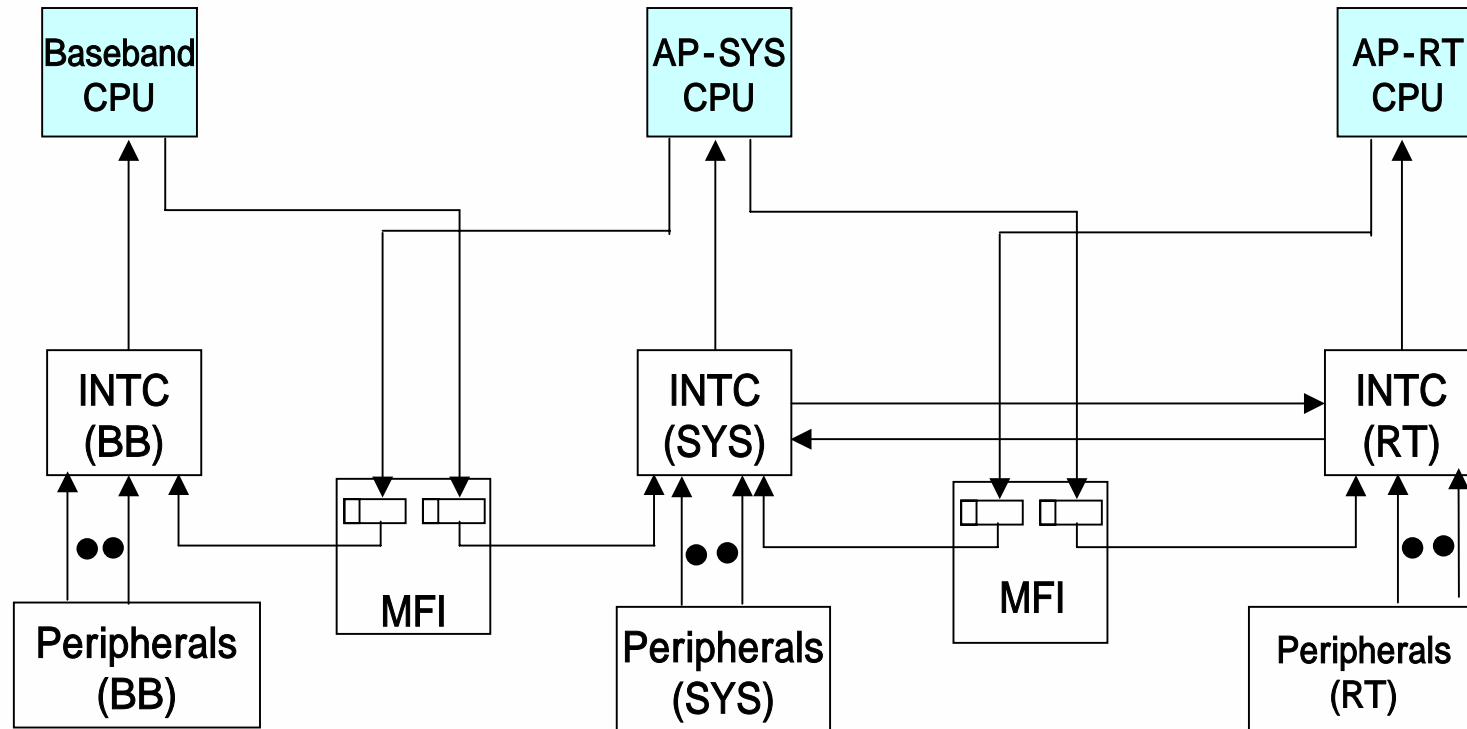 Baseband
CPU
AP-SYS
CPU
AP-RT
CPU
INTC
(BB)
INTC
(SYS)
INTC
(RT)
MFI
MFI
Peripherals
(BB)
Peripherals
(SYS)
Peripherals
(RT)